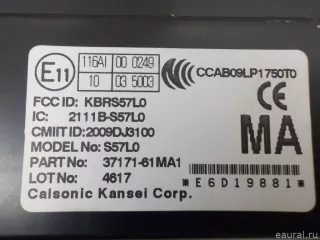 E11
116AI 00 0249
10 03 5003
CCAB09LP1750T0
FCC ID: KBRS57L0
IC: 2111B-S57L0
CMIIT ID: 2009DJ3100
MODEL No: S57L0
PART No: 37171-61MA1
LOT No: 4617
Calsonic Kansei Corp.
CE
MA
*E6D19881*
eaural.ru